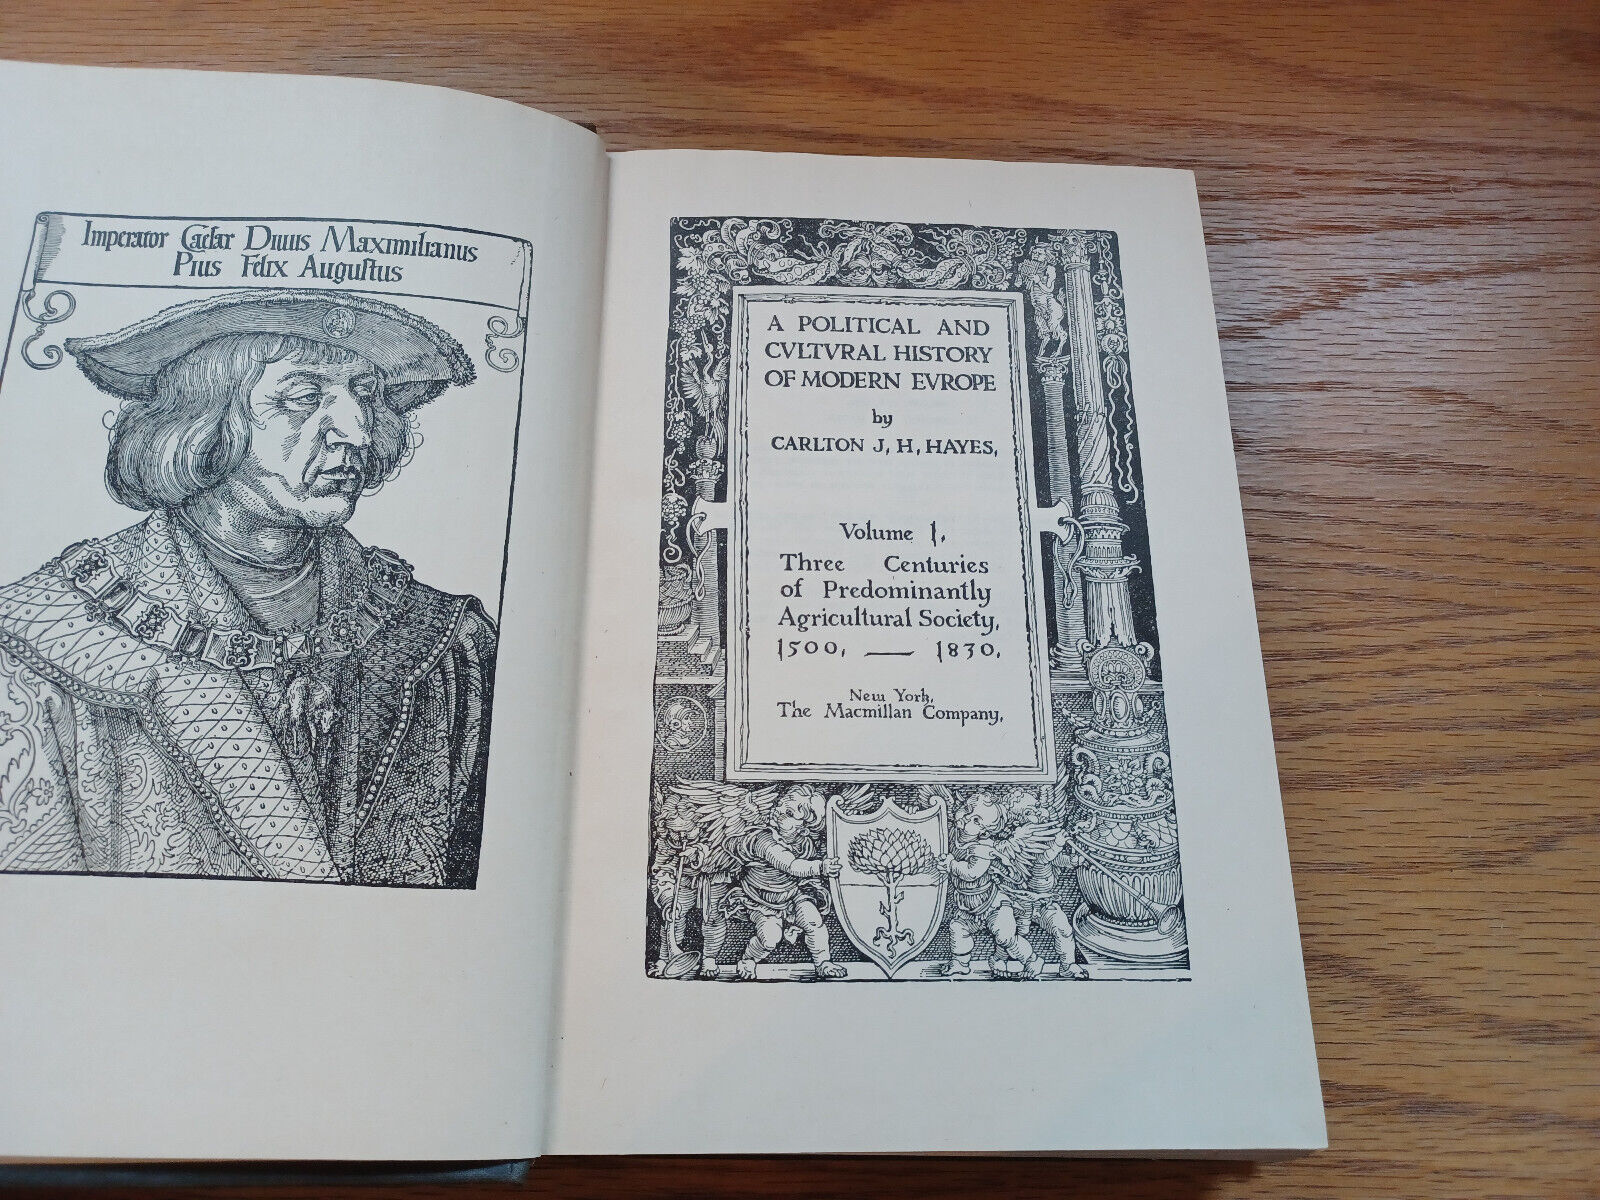 Imperator Caeſar Diuus Maximilianus
Pius Felix Auguſtus
A POLITICAL AND
CVLTVRAL HISTORY
OF MODERN EVROPE
by
CARLTON J, H, HAYES,
Volume I,
Three Centuries
of Predominantly
Agricultural Society,
1500, — 1830,
New York,
The Macmillan Company,